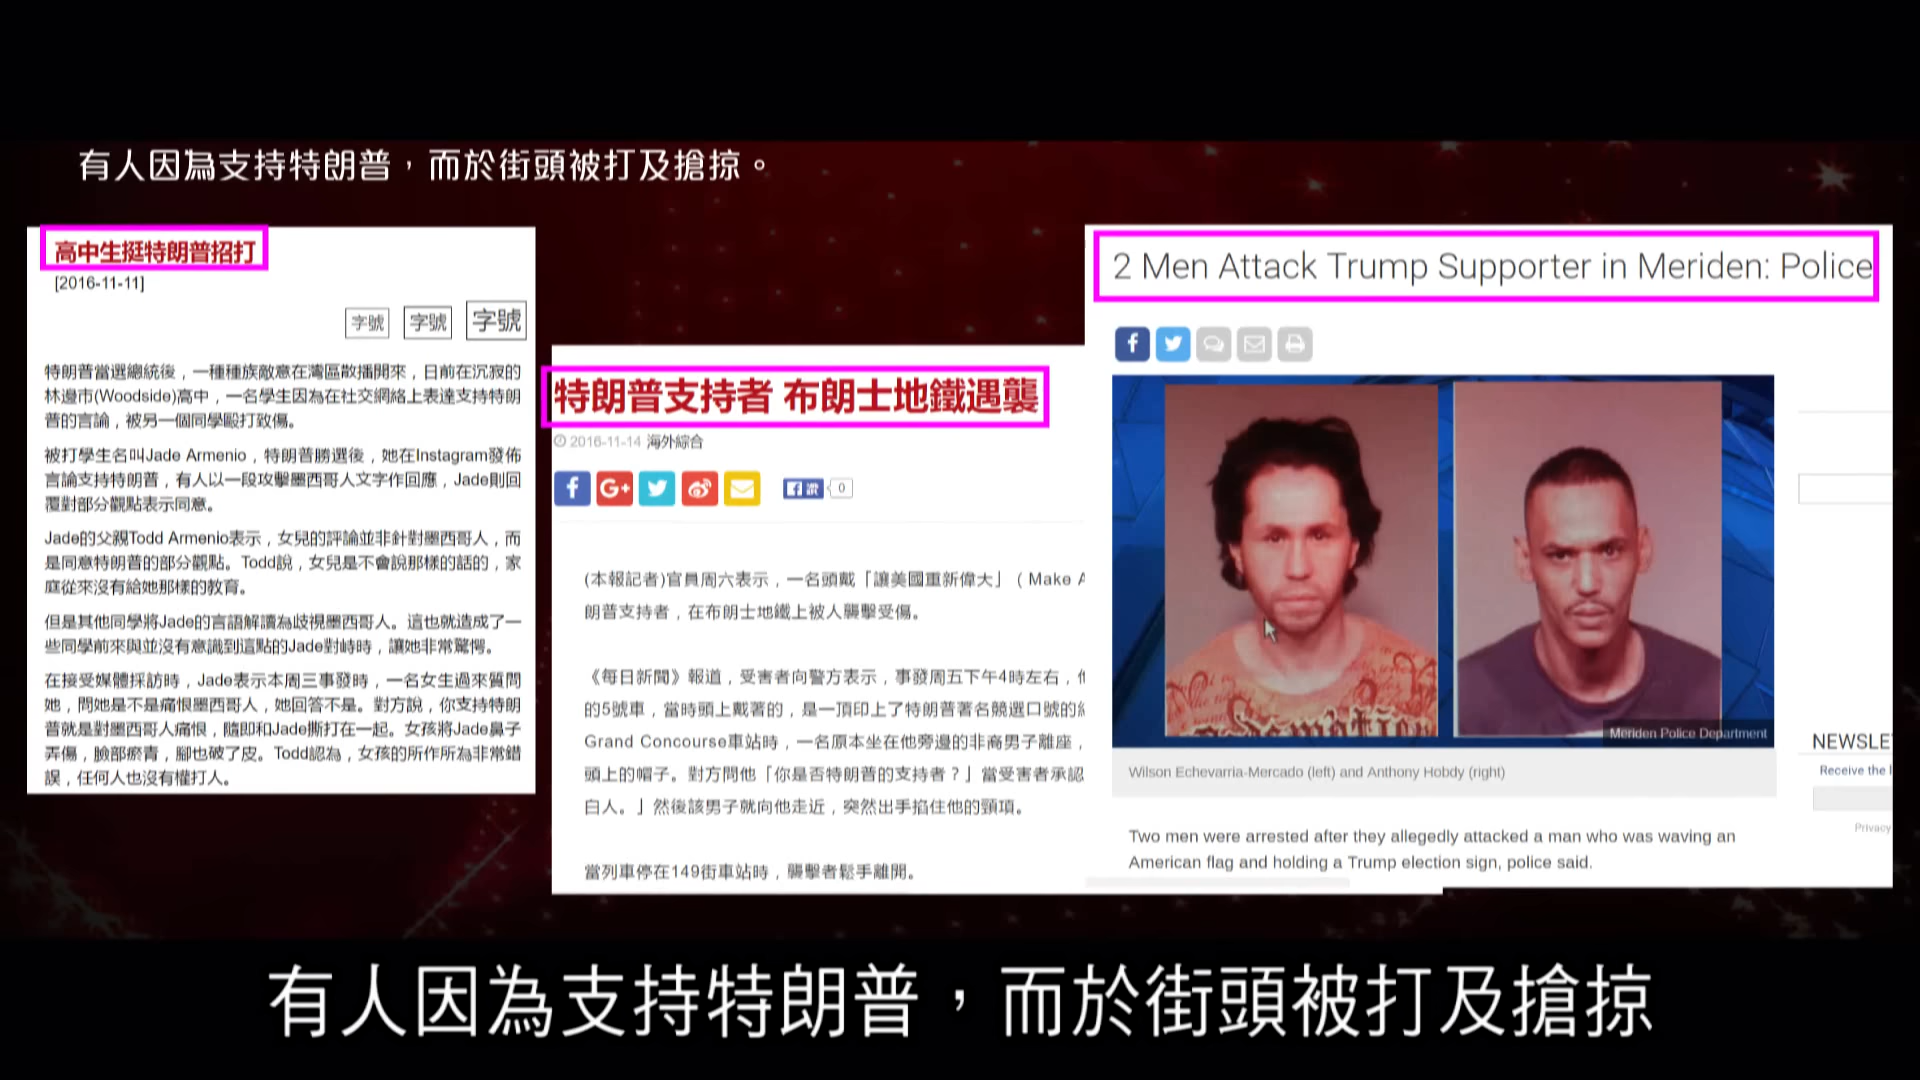 有人因為支持特朗普，而於街頭被打及搶掠。
高中生挺特朗普招打
[2016-11-11]
字號 字號 字號
特朗普當選總統後，一種種族敵意在灣區散播開來，日前在沉寂的
林邊市(Woodside)高中，一名學生因為在社交網絡上表達支持特朗
普的言論，被另一個同學毆打致傷。
被打學生名叫Jade Armenio，特朗普勝選後，她在Instagram發佈
言論支持特朗普，有人以一段攻擊墨西哥人文字作回應，Jade則回
覆對部分觀點表示同意。
Jade的父親Todd Armenio表示，女兒的評論並非針對墨西哥人，而
是同意特朗普的部分觀點。Todd說，女兒是不會說那樣的話的，家
庭從來沒有給她那樣的教育。
但是其他同學將Jade的言語解讀為歧視墨西哥人。這也就造成了一
些同學前來與並沒有意識到這點的Jade對峙時，讓她非常驚愕。
在接受媒體採訪時，Jade表示本周三事發時，一名女生過來質問
她，問她是不是痛恨墨西哥人，她回答不是。對方說，你支持特朗
普就是對墨西哥人痛恨，隨即和Jade撕打在一起。女孩將Jade鼻子
弄傷，臉部瘀青，腳也破了皮。Todd認為，女孩的所作所為非常錯
誤，任何人也沒有權打人。
特朗普支持者 布朗士地鐵遇襲
2016-11-14 海外綜合
讚 0
(本報記者)官員周六表示，一名頭戴「讓美國重新偉大」（Make A
朗普支持者，在布朗士地鐵上被人襲擊受傷。
《每日新聞》報道，受害者向警方表示，事發周五下午4時左右，他
的5號車，當時頭上戴著的，是一頂印上了特朗普著名競選口號的紅
Grand Concourse車站時，一名原本坐在他旁邊的非裔男子離座，
頭上的帽子。對方問他「你是否特朗普的支持者？」當受害者承認
白人。」然後該男子就向他走近，突然出手掐住他的頸項。
當列車停在149街車站時，襲擊者鬆手離開。
2 Men Attack Trump Supporter in Meriden: Police
Meriden Police Department
Wilson Echevarria-Mercado (left) and Anthony Hobdy (right)
Two men were arrested after they allegedly attacked a man who was waving an
American flag and holding a Trump election sign, police said.
NEWSLE
Receive the l
Privacy
有人因為支持特朗普，而於街頭被打及搶掠